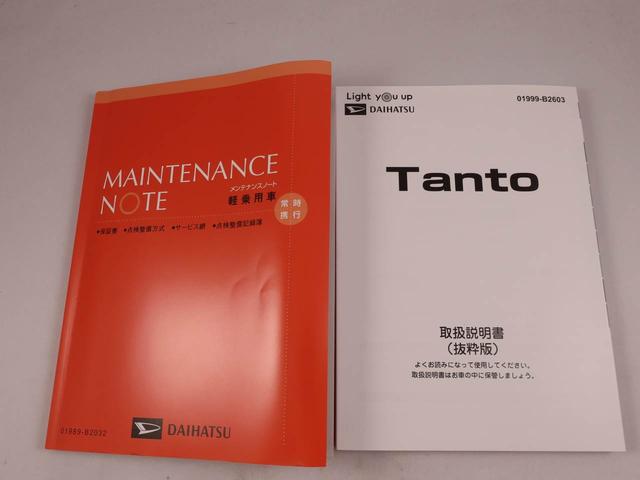 MAINTENANCE
NOTE
メンテナンスノート
軽乗用車
常時
携行
●保証書 ●点検整備方式 ●サービス網 ●点検整備記録簿
01989-B2032
DAIHATSU
Light you up
DAIHATSU
01999-B2603
Tanto
取扱説明書
（抜粋版）
よくお読みになって使用してください。
取扱説明書はお車の中に保管しましょう。